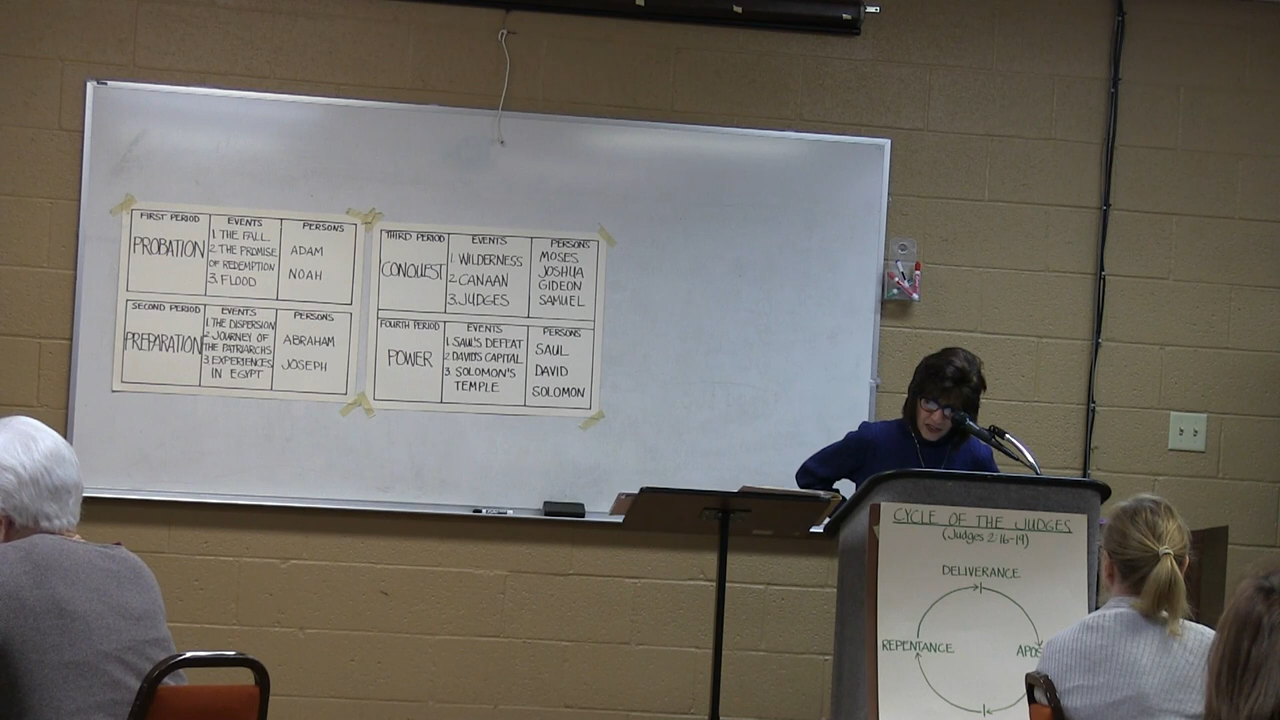 FIRST PERIOD
PROBATION
EVENTS
1. THE FALL
2. THE PROMISE
OF REDEMPTION
3. FLOOD
PERSONS
ADAM
NOAH
SECOND PERIOD
PREPARATION
EVENTS
1. THE DISPERSION
2. JOURNEY OF
THE PATRIARCHS
3. EXPERIENCES
IN EGYPT
PERSONS
ABRAHAM
JOSEPH
THIRD PERIOD
CONQUEST
EVENTS
1. WILDERNESS
2. CANAAN
3. JUDGES
PERSONS
MOSES
JOSHUA
GIDEON
SAMUEL
FOURTH PERIOD
POWER
EVENTS
1. SAUL'S DEFEAT
2. DAVID'S CAPITAL
3 SOLOMON'S
TEMPLE
PERSONS
SAUL
DAVID
SOLOMON
CYCLE OF THE JUDGES
(Judges 2:16-19)
DELIVERANCE
REPENTANCE